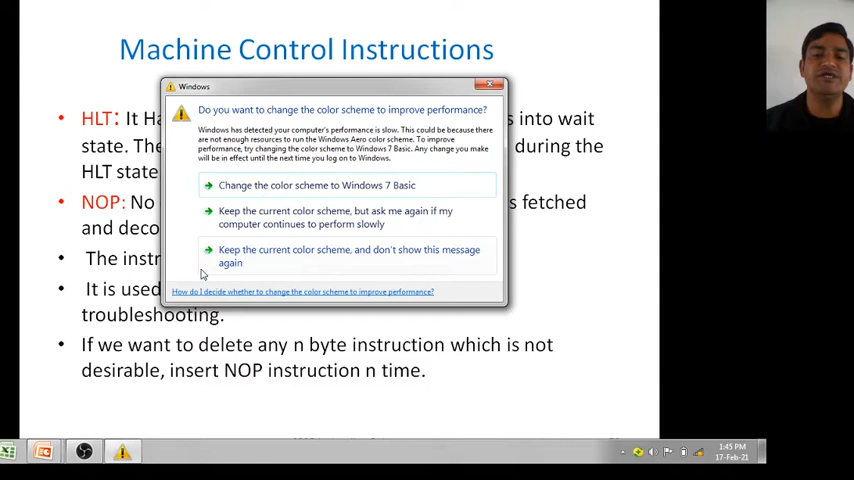 Machine Control Instructions
Windows
Do you want to change the color scheme to improve performance?
Windows has detected your computer's performance is slow. This could be because there
are not enough resources to run the Windows Aero color scheme. To improve
performance, try changing the color scheme to Windows 7 Basic. Any change you make
will be in effect until the next time you log on to Windows.
Change the color scheme to Windows 7 Basic
Keep the current color scheme, but ask me again if my
computer continues to perform slowly
Keep the current color scheme, and don't show this message
again
How do I decide whether to change the color scheme to improve performance?
• HLT: It Ha s into wait
state. The during the
HLT state
• NOP: No s fetched
and deco
• The instr
• It is used
troubleshooting.
• If we want to delete any n byte instruction which is not
desirable, insert NOP instruction n time.
1:45 PM
17-Feb-21